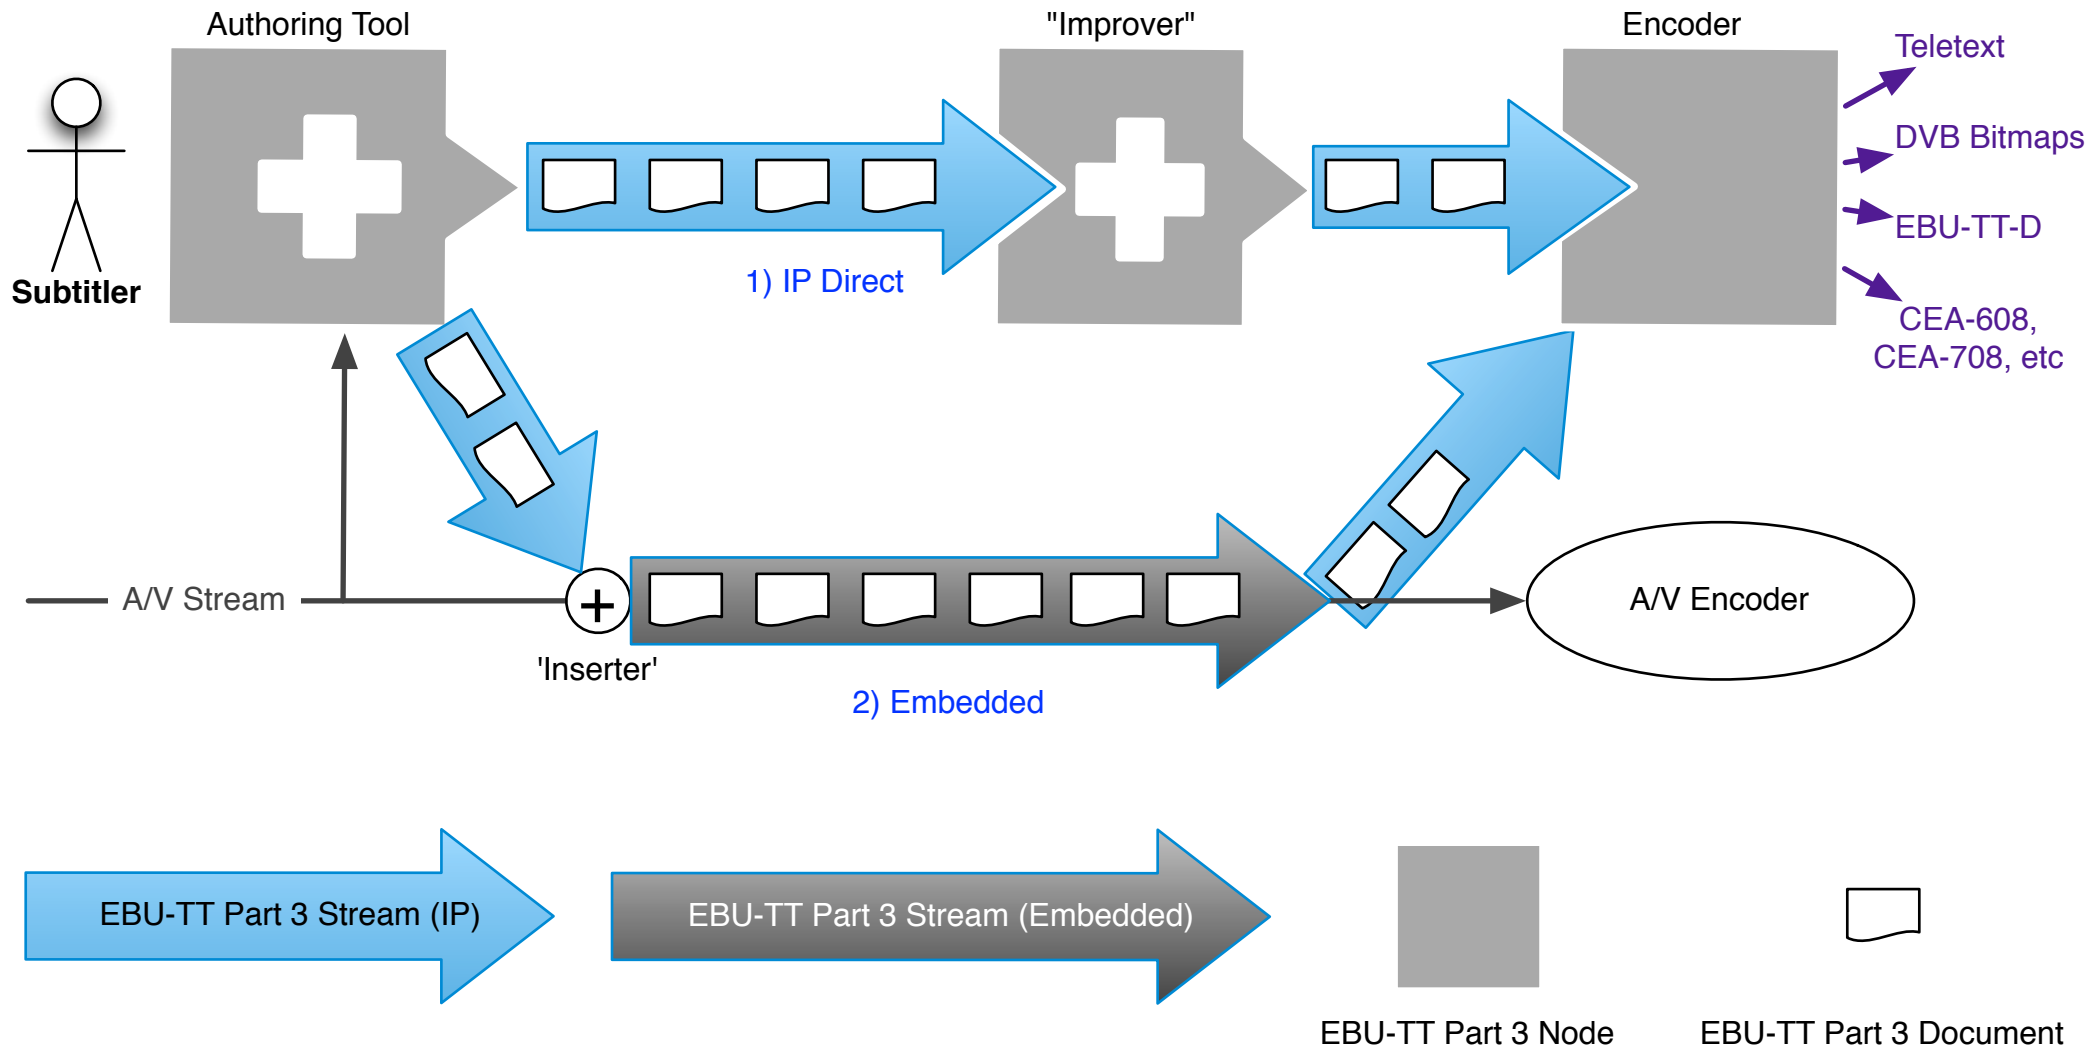 Authoring Tool
"Improver"
Encoder
Teletext
DVB Bitmaps
EBU-TT-D
CEA-608,
CEA-708, etc
Subtitler
1) IP Direct
A/V Stream
+
'Inserter'
2) Embedded
A/V Encoder
EBU-TT Part 3 Stream (IP)
EBU-TT Part 3 Stream (Embedded)
EBU-TT Part 3 Node
EBU-TT Part 3 Document